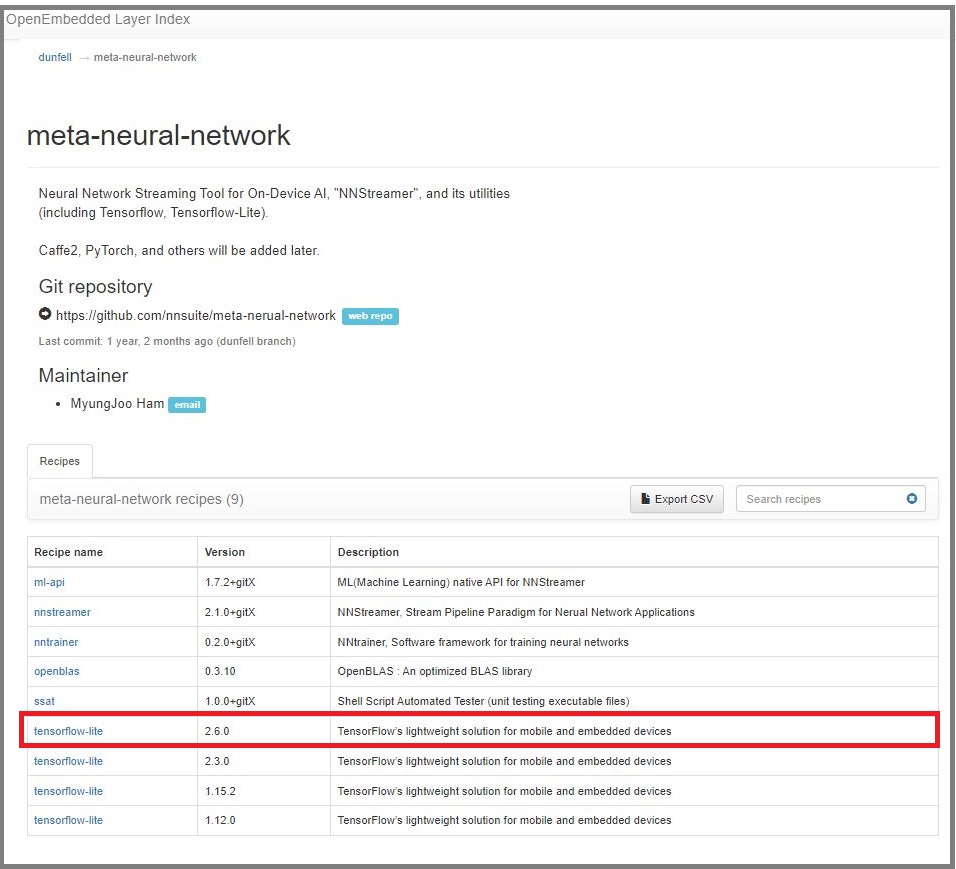 OpenEmbedded Layer Index
dunfell → meta-neural-network
meta-neural-network
Neural Network Streaming Tool for On-Device AI, "NNStreamer", and its utilities
(including Tensorflow, Tensorflow-Lite).
Caffe2, PyTorch, and others will be added later.
Git repository
https://github.com/nnsuite/meta-nerual-network web repo
Last commit: 1 year, 2 months ago (dunfell branch)
Maintainer
• MyungJoo Ham email
Recipes
meta-neural-network recipes (9) Export CSV Search recipes
Recipe name Version Description
ml-api 1.7.2+gitX ML(Machine Learning) native API for NNStreamer
nnstreamer 2.1.0+gitX NNStreamer, Stream Pipeline Paradigm for Nerual Network Applications
nntrainer 0.2.0+gitX NNtrainer, Software framework for training neural networks
openblas 0.3.10 OpenBLAS : An optimized BLAS library
ssat 1.0.0+gitX Shell Script Automated Tester (unit testing executable files)
tensorflow-lite 2.6.0 TensorFlow's lightweight solution for mobile and embedded devices
tensorflow-lite 2.3.0 TensorFlow's lightweight solution for mobile and embedded devices
tensorflow-lite 1.15.2 TensorFlow's lightweight solution for mobile and embedded devices
tensorflow-lite 1.12.0 TensorFlow's lightweight solution for mobile and embedded devices